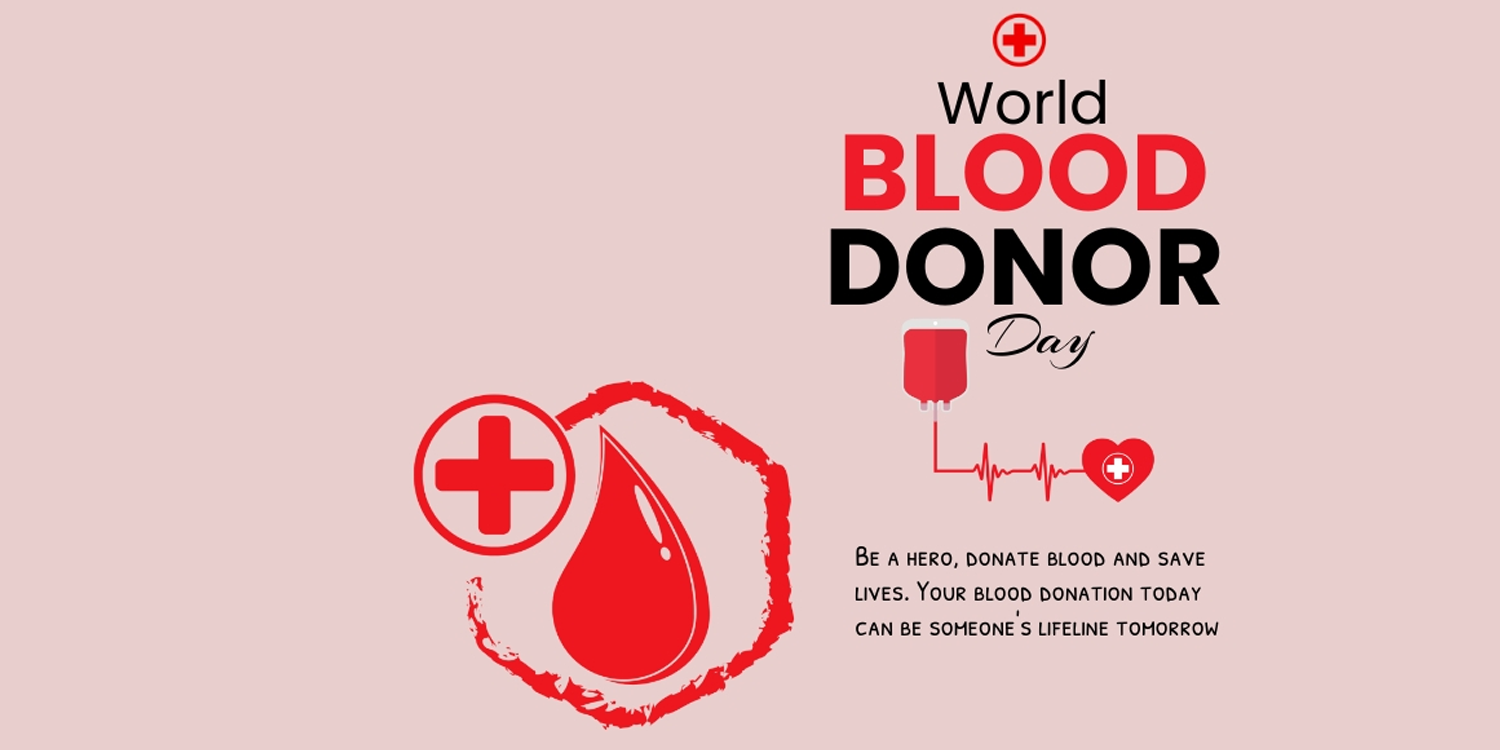 World
BLOOD
DONOR
Day
Be a hero, donate blood and save
lives. Your blood donation today
can be someone's lifeline tomorrow